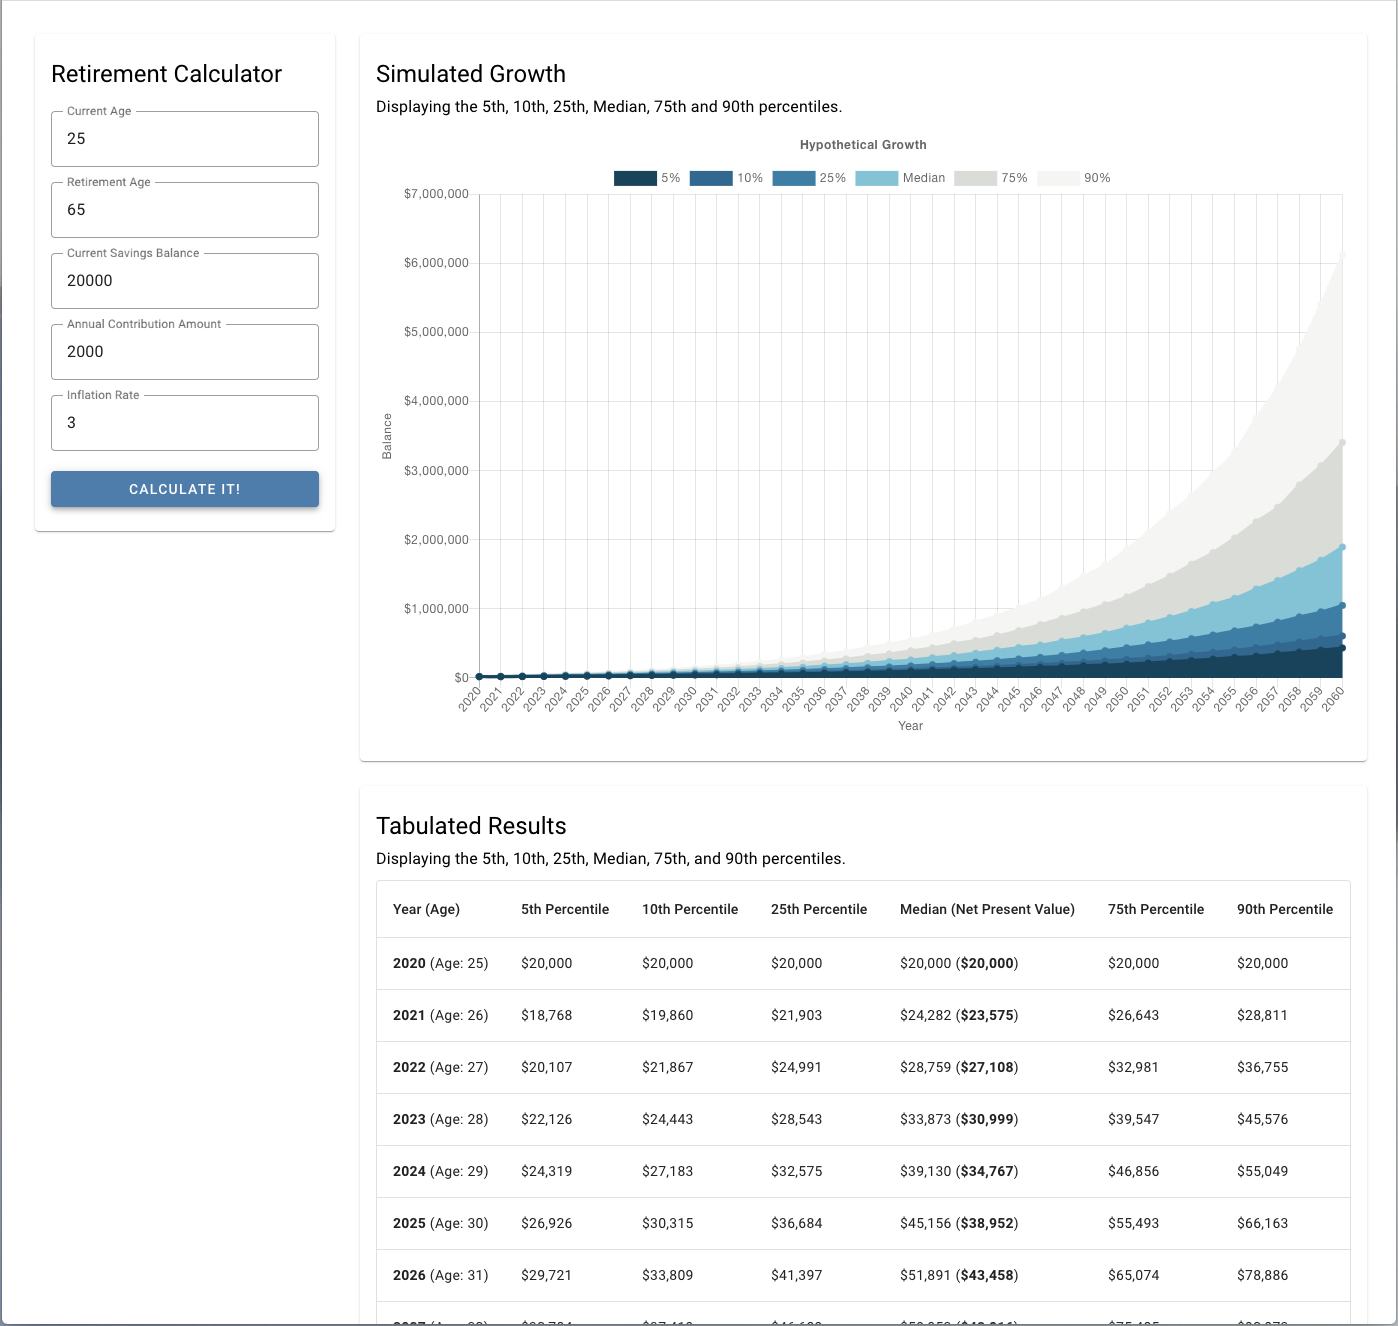 Retirement Calculator
Current Age
25
Retirement Age
65
Current Savings Balance
20000
Annual Contribution Amount
2000
Inflation Rate
3
CALCULATE IT!
Simulated Growth
Displaying the 5th, 10th, 25th, Median, 75th and 90th percentiles.
Hypothetical Growth
5% 10% 25% Median 75% 90%
$7,000,000
$6,000,000
$5,000,000
$4,000,000
$3,000,000
$2,000,000
$1,000,000
$0
Balance
2020 2021 2022 2023 2024 2025 2026 2027 2028 2029 2030 2031 2032 2033 2034 2035 2036 2037 2038 2039 2040 2041 2042 2043 2044 2045 2046 2047 2048 2049 2050 2051 2052 2053 2054 2055 2056 2057 2058 2059 2060
Year
Tabulated Results
Displaying the 5th, 10th, 25th, Median, 75th, and 90th percentiles.
Year (Age) 5th Percentile 10th Percentile 25th Percentile Median (Net Present Value) 75th Percentile 90th Percentile
2020 (Age: 25) $20,000 $20,000 $20,000 $20,000 ($20,000) $20,000 $20,000
2021 (Age: 26) $18,768 $19,860 $21,903 $24,282 ($23,575) $26,643 $28,811
2022 (Age: 27) $20,107 $21,867 $24,991 $28,759 ($27,108) $32,981 $36,755
2023 (Age: 28) $22,126 $24,443 $28,543 $33,873 ($30,999) $39,547 $45,576
2024 (Age: 29) $24,319 $27,183 $32,575 $39,130 ($34,767) $46,856 $55,049
2025 (Age: 30) $26,926 $30,315 $36,684 $45,156 ($38,952) $55,493 $66,163
2026 (Age: 31) $29,721 $33,809 $41,397 $51,891 ($43,458) $65,074 $78,886